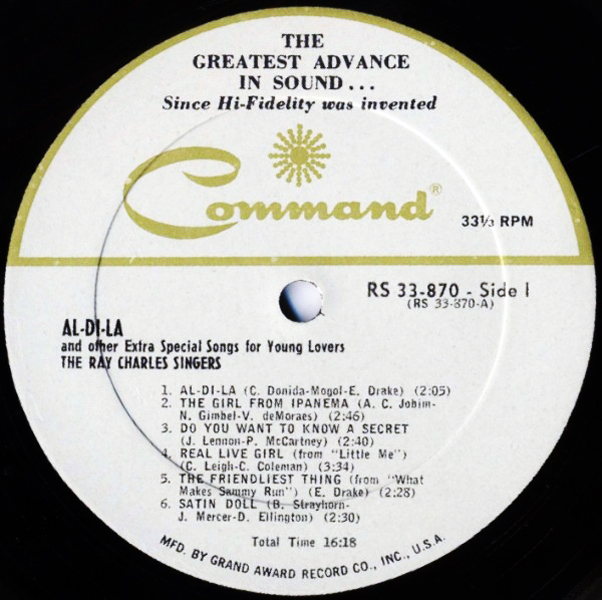 THE
GREATEST ADVANCE
IN SOUND...
Since Hi-Fidelity was invented
Command®
33⅓ RPM
RS 33-870 - Side 1
(RS 33-870-A)
AL-DI-LA
and other Extra Special Songs for Young Lovers
THE RAY CHARLES SINGERS
1. AL-DI-LA (C. Donida-Mogol-E. Drake) (2:05)
2. THE GIRL FROM IPANEMA (A. C. Jobim-
N. Gimbel-V. deMoraes) (2:46)
3. DO YOU WANT TO KNOW A SECRET
(J. Lennon-P. McCartney) (2:40)
4. REAL LIVE GIRL (from "Little Me")
(C. Leigh-C. Coleman) (3:34)
5. THE FRIENDLIEST THING (from "What
Makes Sammy Run") (E. Drake) (2:28)
6. SATIN DOLL (B. Strayhorn-
J. Mercer-D. Ellington) (2:30)
Total Time 16:18
MFD. BY GRAND AWARD RECORD CO., INC., U.S.A.